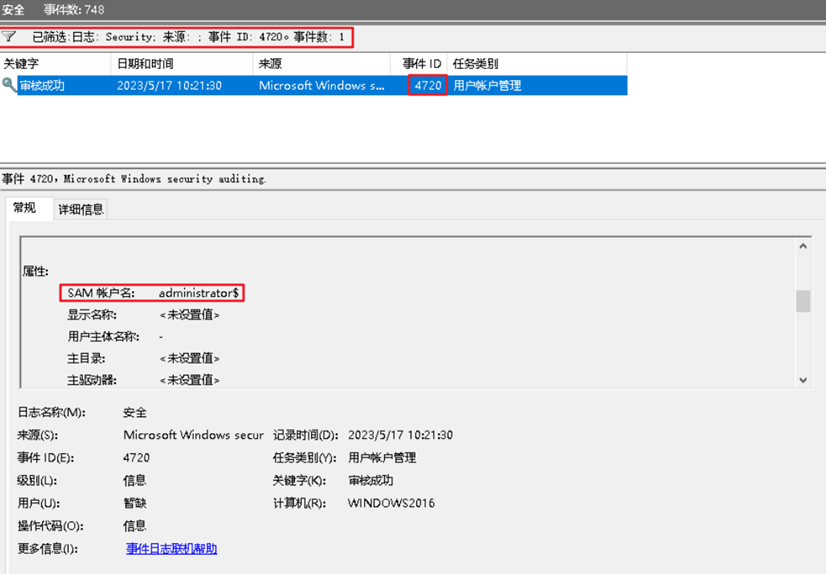 安全 事件数: 748
已筛选:日志: Security; 来源: ; 事件 ID: 4720。事件数: 1
关键字 日期和时间 来源 事件 ID 任务类别
审核成功 2023/5/17 10:21:30 Microsoft Windows s... 4720 用户帐户管理
事件 4720，Microsoft Windows security auditing.
常规 详细信息
属性:
SAM 帐户名: administrator$
显示名称: <未设置值>
用户主体名称: -
主目录: <未设置值>
主驱动器: <未设置值>
日志名称(M): 安全
来源(S): Microsoft Windows secur 记录时间(D): 2023/5/17 10:21:30
事件 ID(E): 4720 任务类别(Y): 用户帐户管理
级别(L): 信息 关键字(K): 审核成功
用户(U): 暂缺 计算机(R): WINDOWS2016
操作代码(O): 信息
更多信息(I): 事件日志联机帮助